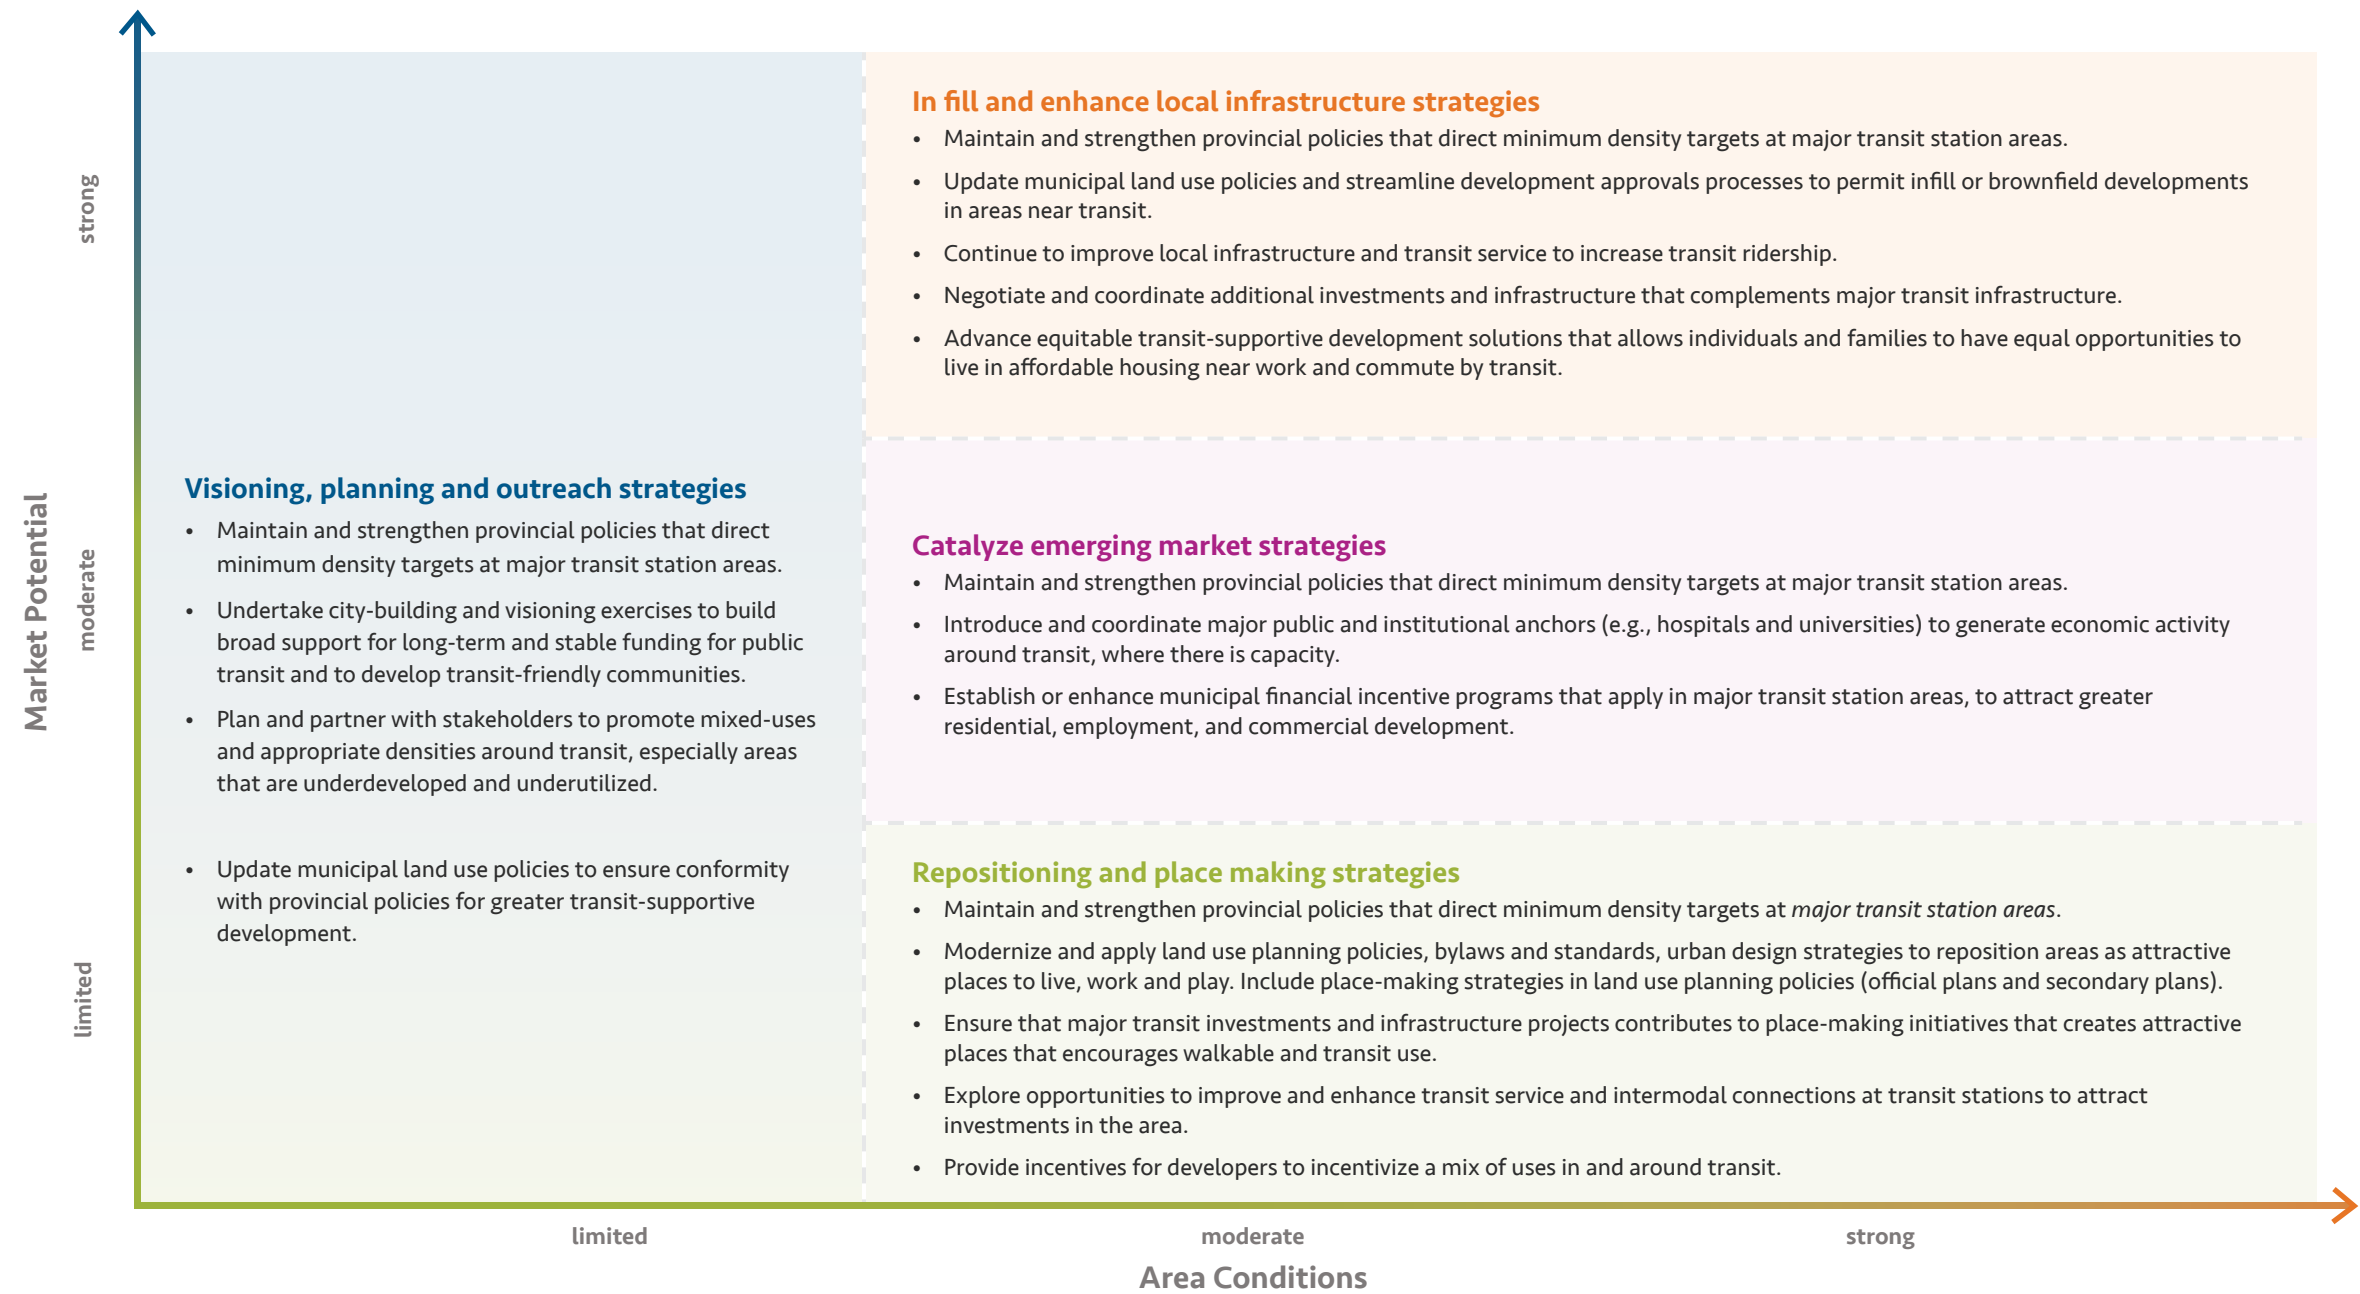 In fill and enhance local infrastructure strategies
• Maintain and strengthen provincial policies that direct minimum density targets at major transit station areas.
• Update municipal land use policies and streamline development approvals processes to permit infill or brownfield developments
in areas near transit.
• Continue to improve local infrastructure and transit service to increase transit ridership.
• Negotiate and coordinate additional investments and infrastructure that complements major transit infrastructure.
• Advance equitable transit-supportive development solutions that allows individuals and families to have equal opportunities to
live in affordable housing near work and commute by transit.
strong
Market Potential
moderate
limited
Visioning, planning and outreach strategies
• Maintain and strengthen provincial policies that direct
minimum density targets at major transit station areas.
• Undertake city-building and visioning exercises to build
broad support for long-term and stable funding for public
transit and to develop transit-friendly communities.
• Plan and partner with stakeholders to promote mixed-uses
and appropriate densities around transit, especially areas
that are underdeveloped and underutilized.
• Update municipal land use policies to ensure conformity
with provincial policies for greater transit-supportive
development.
Catalyze emerging market strategies
• Maintain and strengthen provincial policies that direct minimum density targets at major transit station areas.
• Introduce and coordinate major public and institutional anchors (e.g., hospitals and universities) to generate economic activity
around transit, where there is capacity.
• Establish or enhance municipal financial incentive programs that apply in major transit station areas, to attract greater
residential, employment, and commercial development.
Repositioning and place making strategies
• Maintain and strengthen provincial policies that direct minimum density targets at major transit station areas.
• Modernize and apply land use planning policies, bylaws and standards, urban design strategies to reposition areas as attractive
places to live, work and play. Include place-making strategies in land use planning policies (official plans and secondary plans).
• Ensure that major transit investments and infrastructure projects contributes to place-making initiatives that creates attractive
places that encourages walkable and transit use.
• Explore opportunities to improve and enhance transit service and intermodal connections at transit stations to attract
investments in the area.
• Provide incentives for developers to incentivize a mix of uses in and around transit.
limited
moderate
strong
Area Conditions